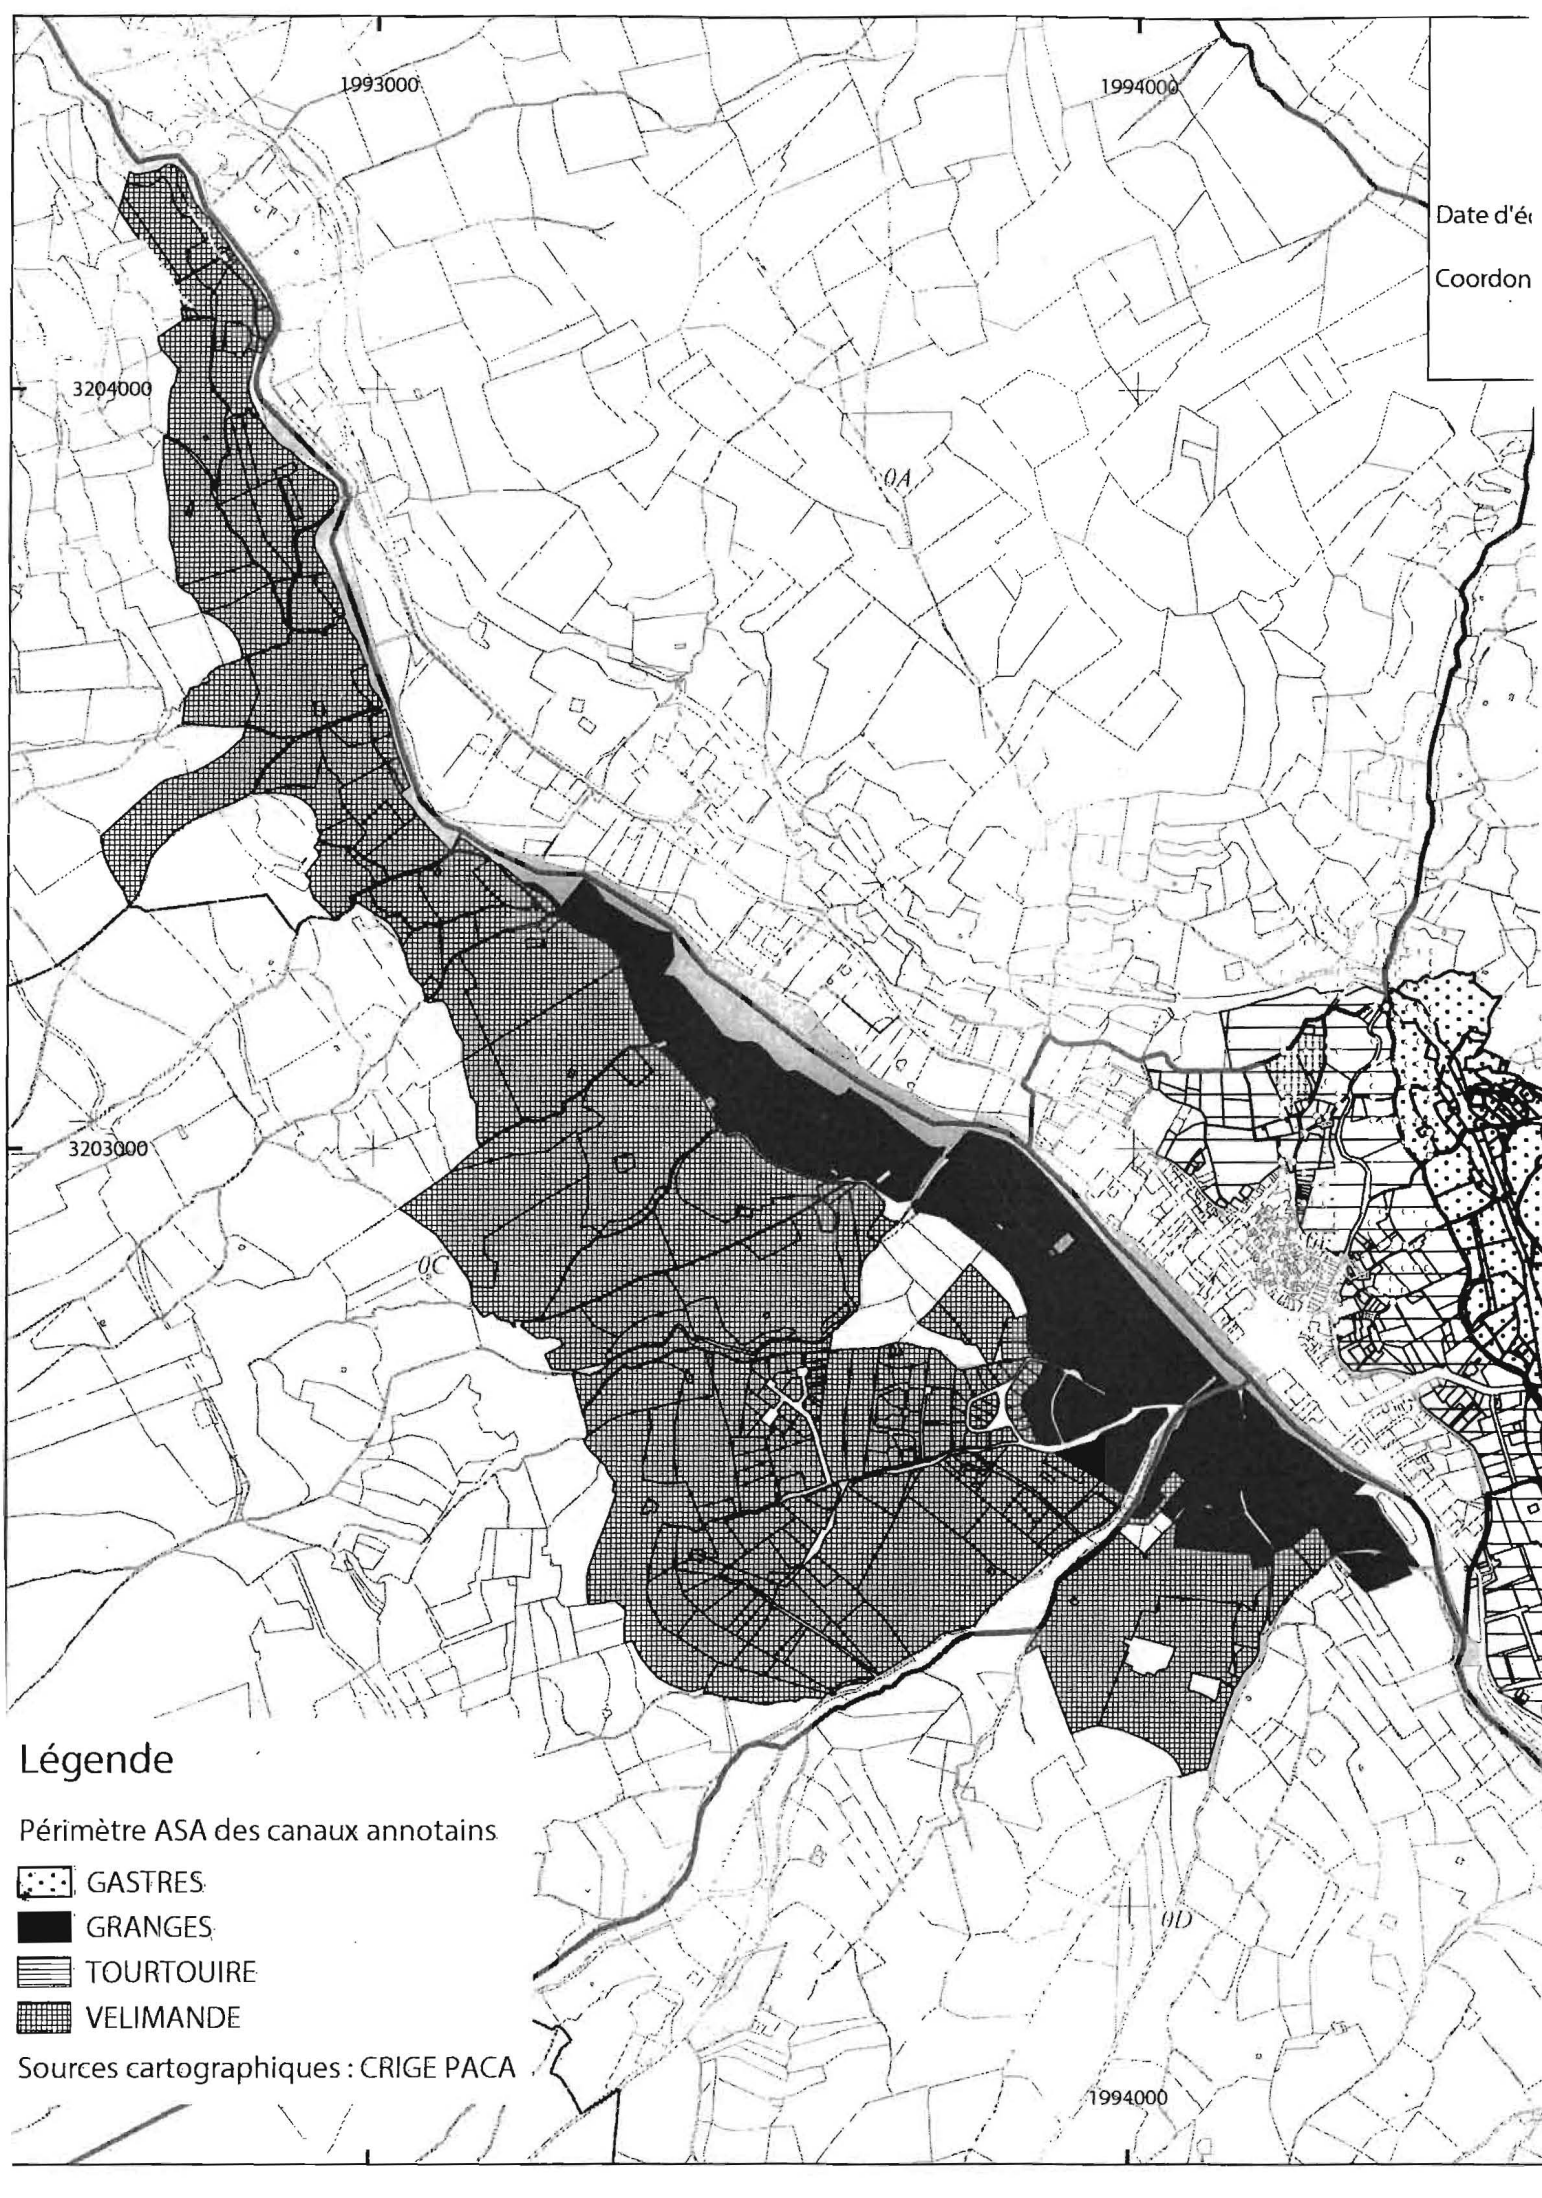 1993000
1994000
Date d'é
Coordon
3204000
0A
3203000
0C
Légende
Périmètre ASA des canaux annotains
GASTRES
GRANGES
TOURTOUIRE
VELIMANDE
Sources cartographiques : CRIGE PACA
0D
1994000